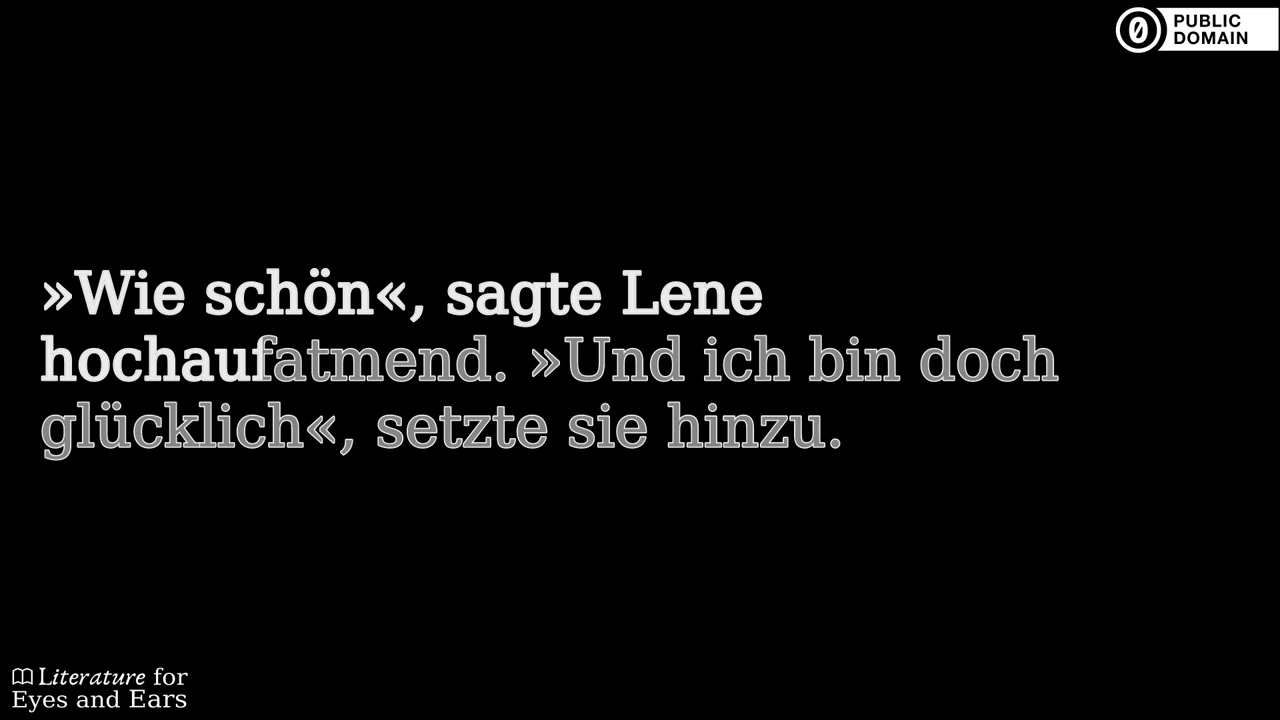 PUBLIC
DOMAIN
»Wie schön«, sagte Lene
hochaufatmend. »Und ich bin doch
glücklich«, setzte sie hinzu.
Literature for
Eyes and Ears